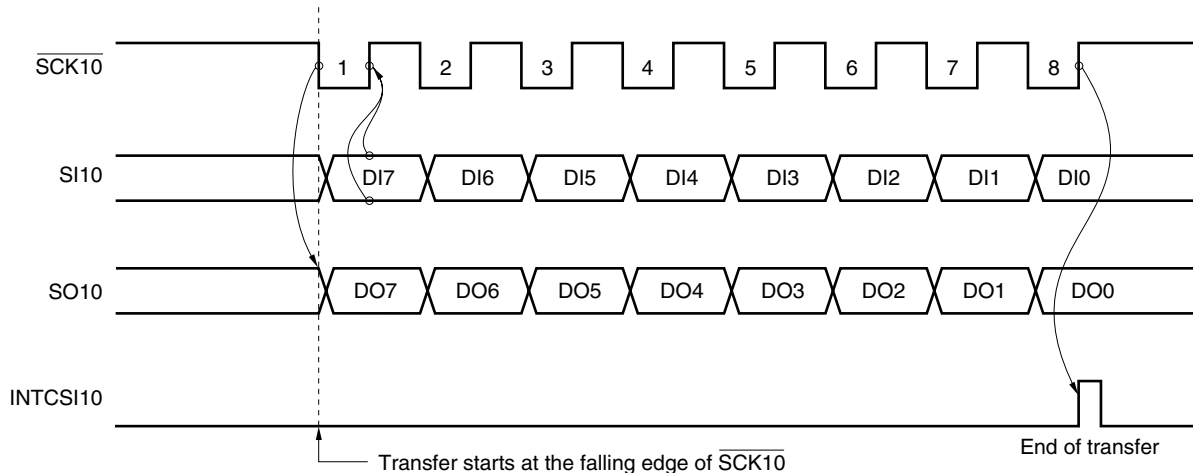 SCK10
1 2 3 4 5 6 7 8
SI10
DI7 DI6 DI5 DI4 DI3 DI2 DI1 DI0
SO10
DO7 DO6 DO5 DO4 DO3 DO2 DO1 DO0
INTCSI10
End of transfer
Transfer starts at the falling edge of SCK10